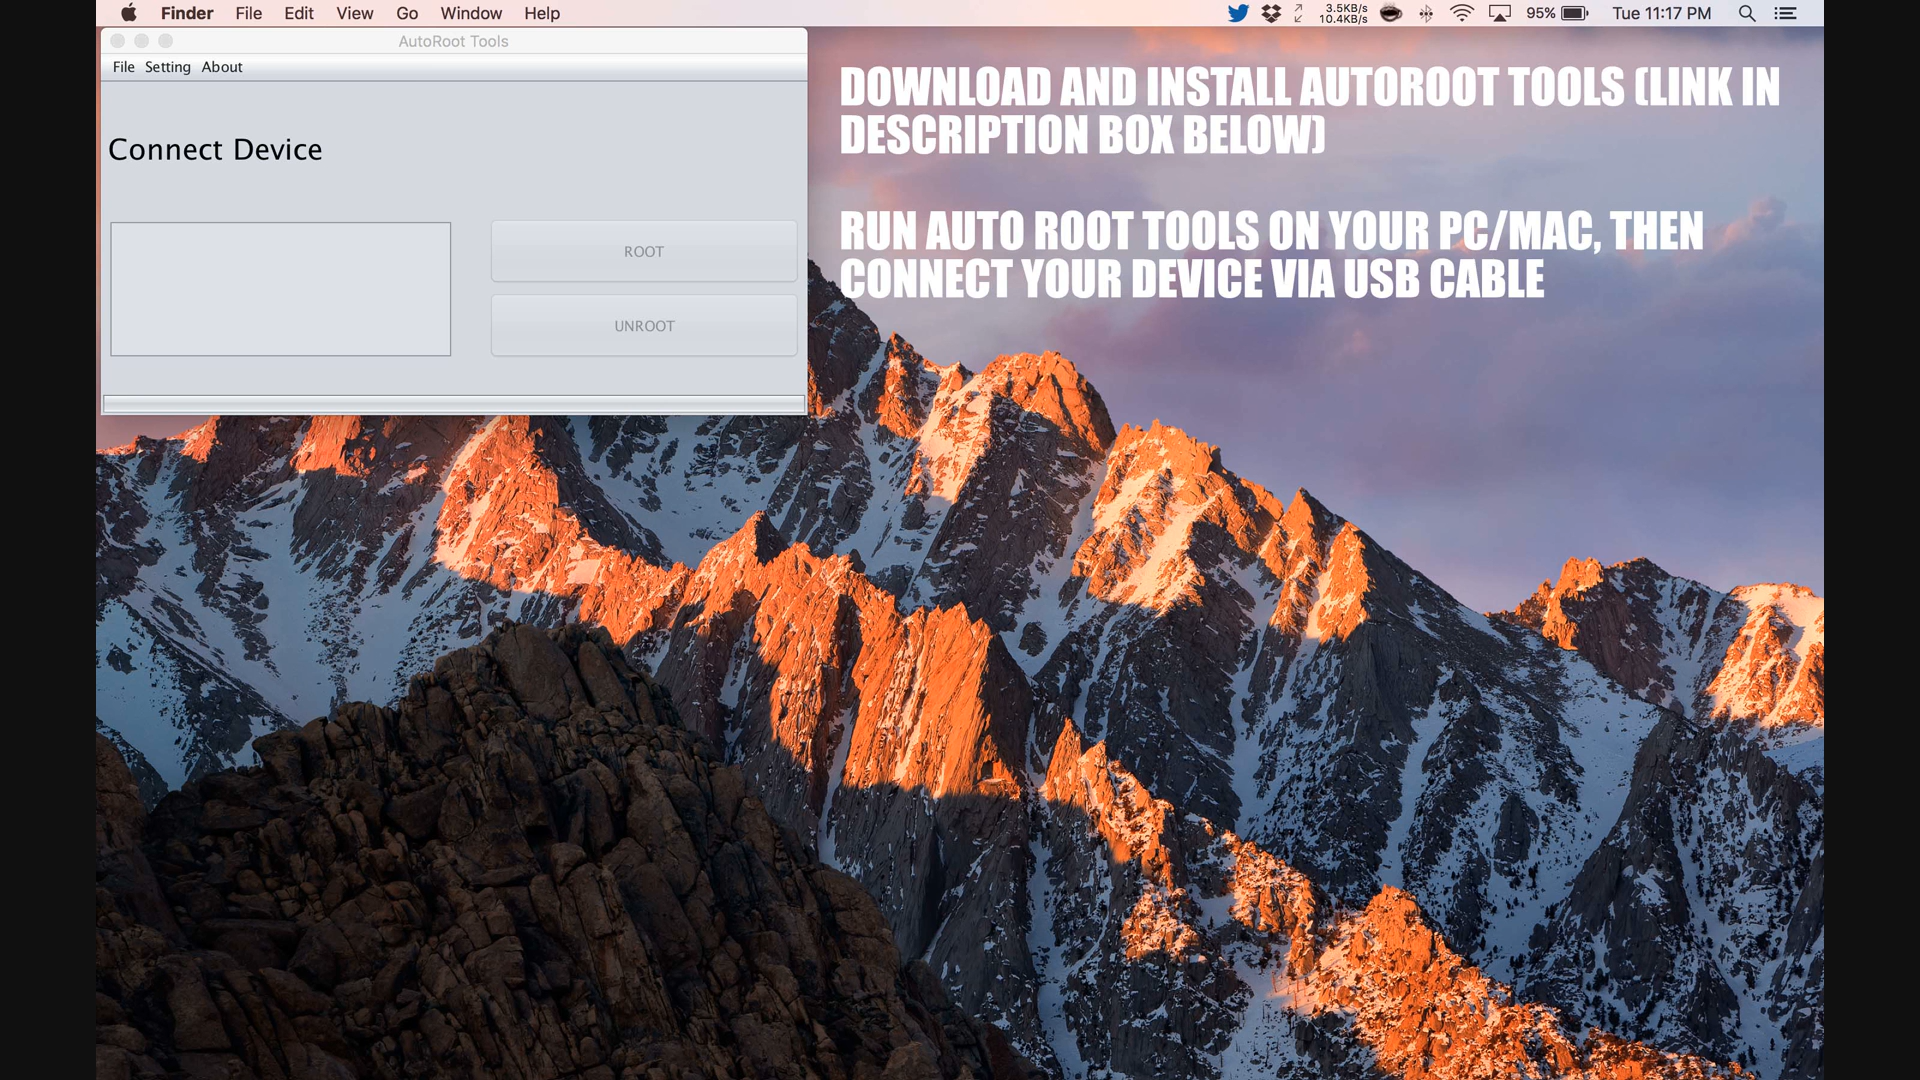 Finder File Edit View Go Window Help 3.5KB/s 10.4KB/s 95% Tue 11:17 PM
AutoRoot Tools
File Setting About
Connect Device
ROOT
UNROOT
DOWNLOAD AND INSTALL AUTOROOT TOOLS (LINK IN
DESCRIPTION BOX BELOW)
RUN AUTO ROOT TOOLS ON YOUR PC/MAC, THEN
CONNECT YOUR DEVICE VIA USB CABLE